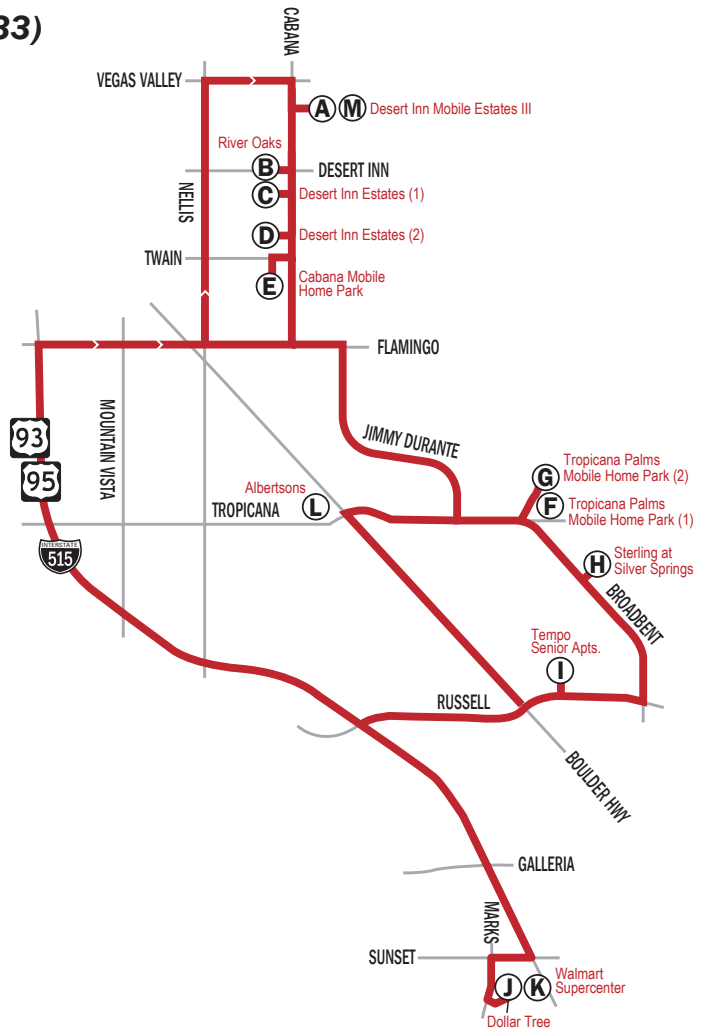 33)
CABANA
VEGAS VALLEY
A M Desert Inn Mobile Estates III
River Oaks
B DESERT INN
C Desert Inn Estates (1)
NELLIS
D Desert Inn Estates (2)
TWAIN
E Cabana Mobile
Home Park
FLAMINGO
93
95
INTERSTATE
515
MOUNTAIN VISTA
JIMMY DURANTE
Albertsons
L
TROPICANA
G Tropicana Palms
Mobile Home Park (2)
F Tropicana Palms
Mobile Home Park (1)
H Sterling at
Silver Springs
BROADBENT
Tempo
Senior Apts.
I
RUSSELL
BOULDER HWY
GALLERIA
MARKS
SUNSET
J K Walmart
Supercenter
Dollar Tree